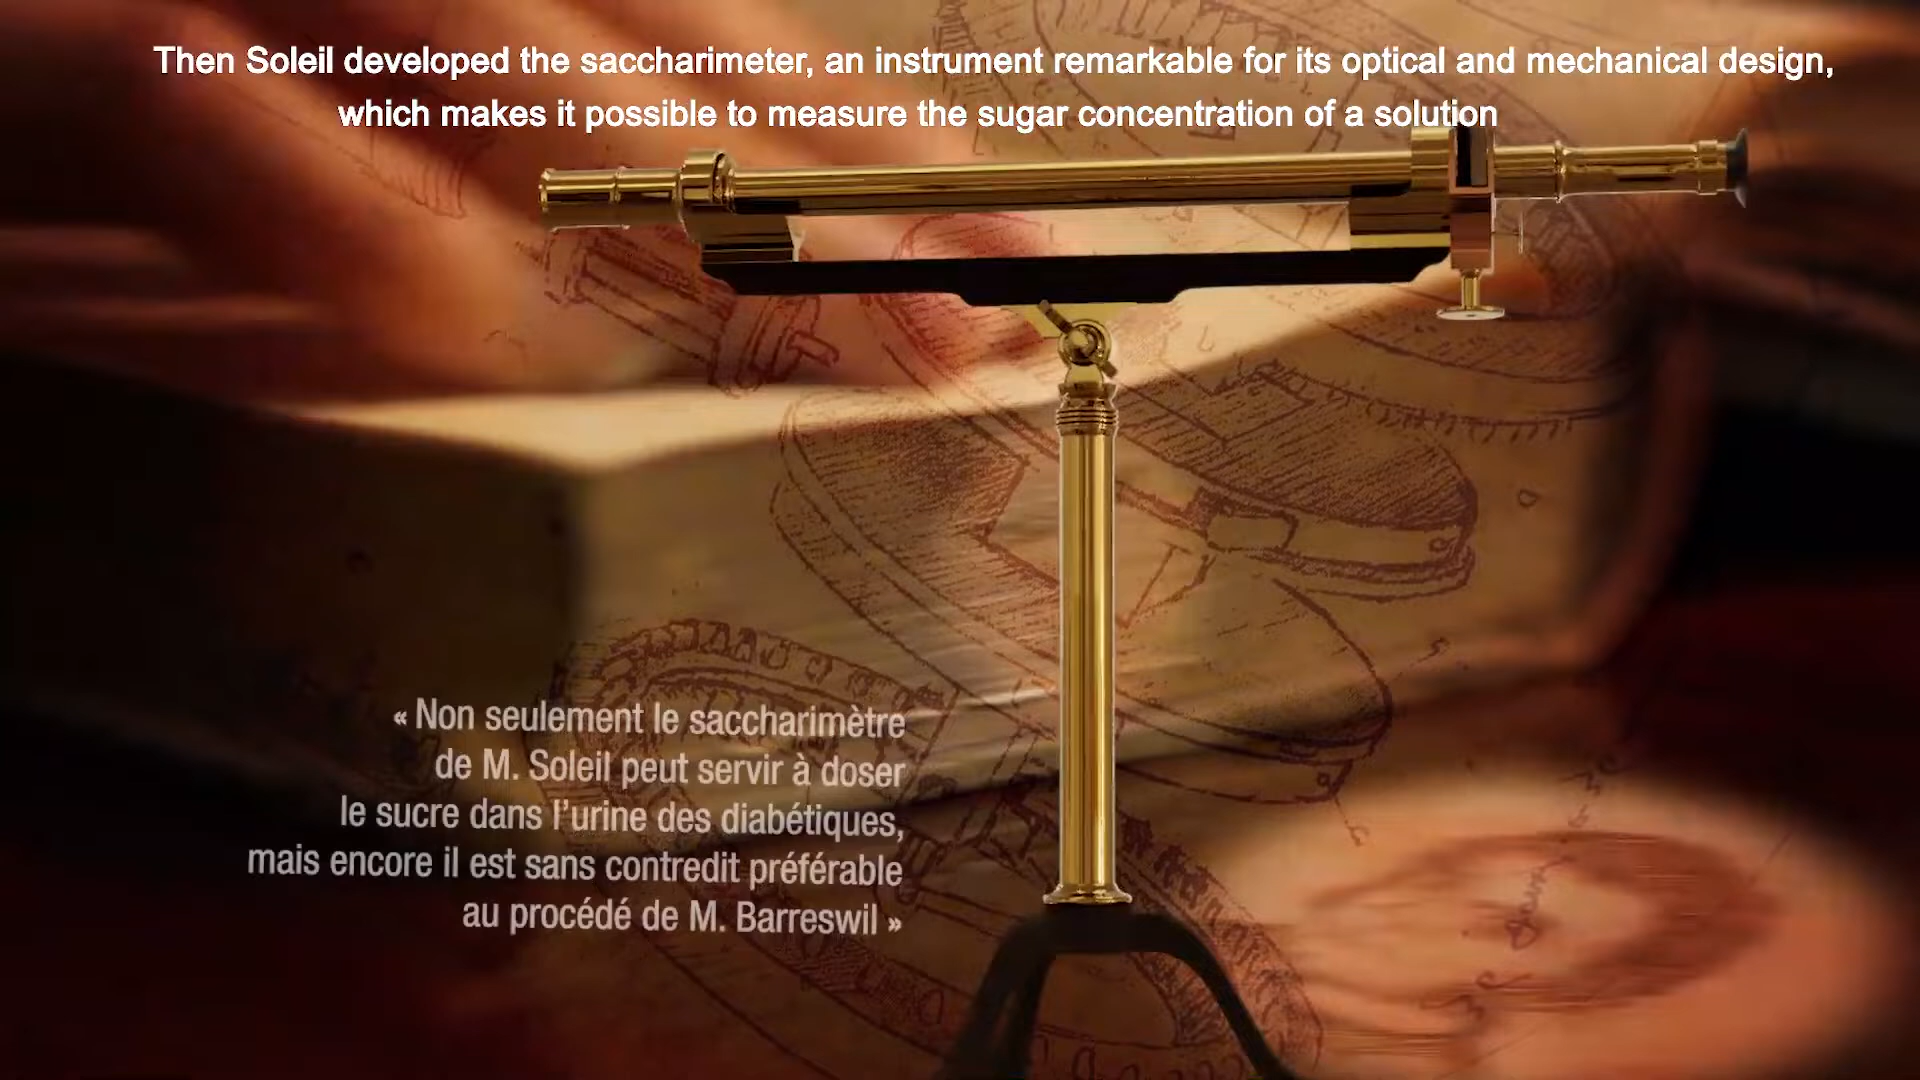 Then Soleil developed the saccharimeter, an instrument remarkable for its optical and mechanical design,
which makes it possible to measure the sugar concentration of a solution
« Non seulement le saccharimètre
de M. Soleil peut servir à doser
le sucre dans l’urine des diabétiques,
mais encore il est sans contredit préférable
au procédé de M. Barreswil »